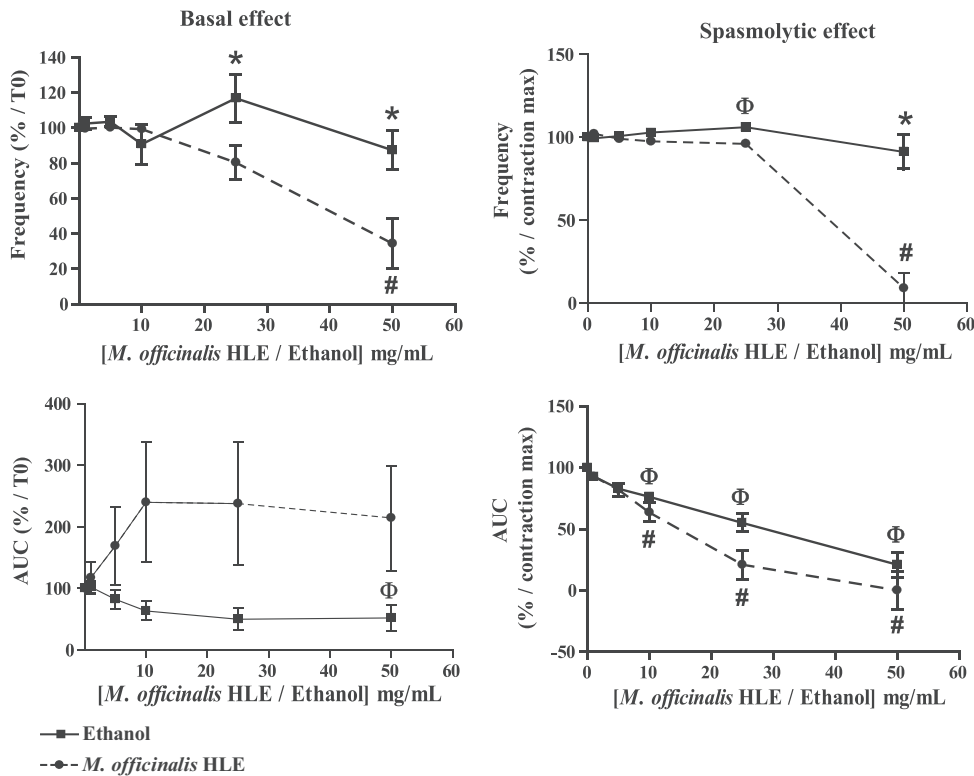 Basal effect
Frequency (% / T0)
140
120
100
80
60
40
20
0
*
*
#
10
20
30
40
50
60
[M. officinalis HLE / Ethanol] mg/mL
Spasmolytic effect
Frequency
(% / contraction max)
150
100
50
0
Φ
*
#
0
10
20
30
40
50
60
[M. officinalis HLE / Ethanol] mg/mL
AUC (% / T0)
400
300
200
100
0
Φ
10
20
30
40
50
60
[M. officinalis HLE / Ethanol] mg/mL
AUC
(% / contraction max)
150
100
50
0
-50
Φ
Φ
Φ
#
#
#
10
20
30
40
50
60
[M. officinalis HLE / Ethanol] mg/mL
Ethanol
M. officinalis HLE